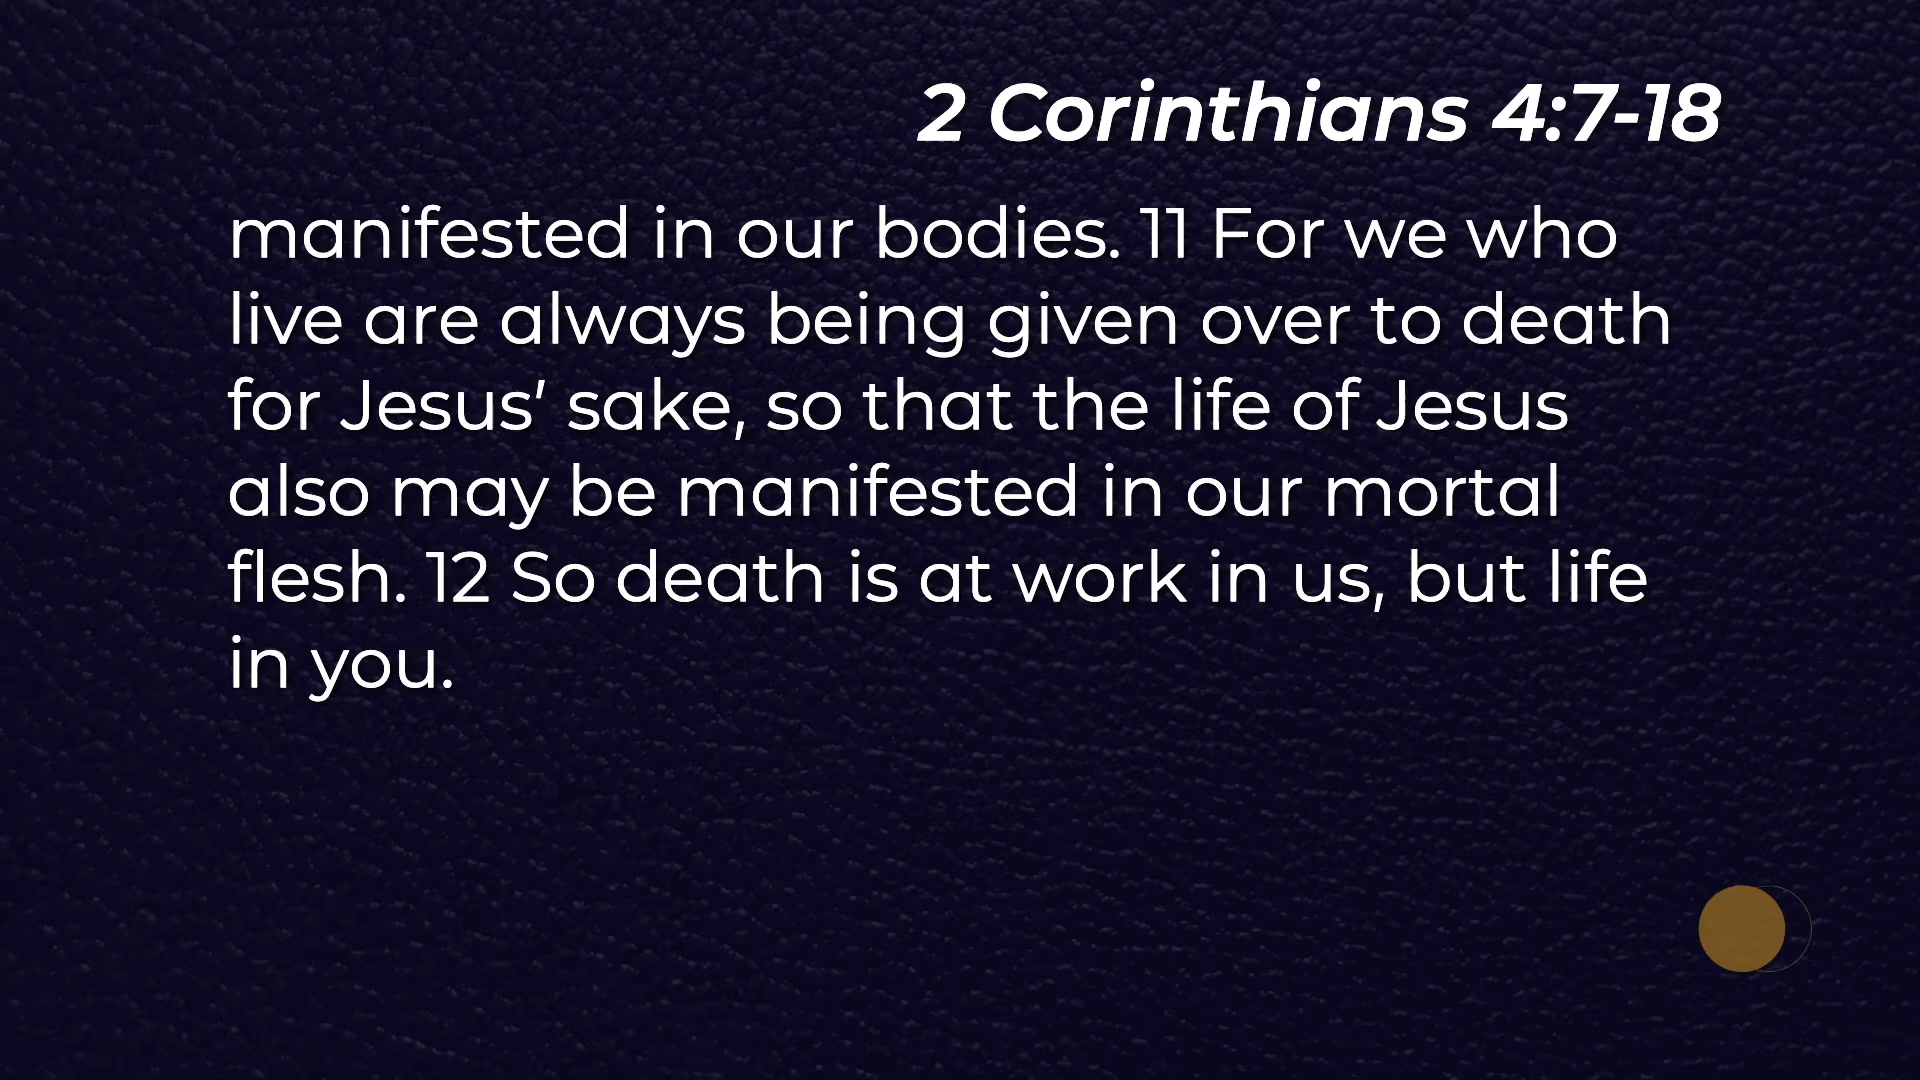 2 Corinthians 4:7-18
manifested in our bodies. 11 For we who
live are always being given over to death
for Jesus’ sake, so that the life of Jesus
also may be manifested in our mortal
flesh. 12 So death is at work in us, but life
in you.